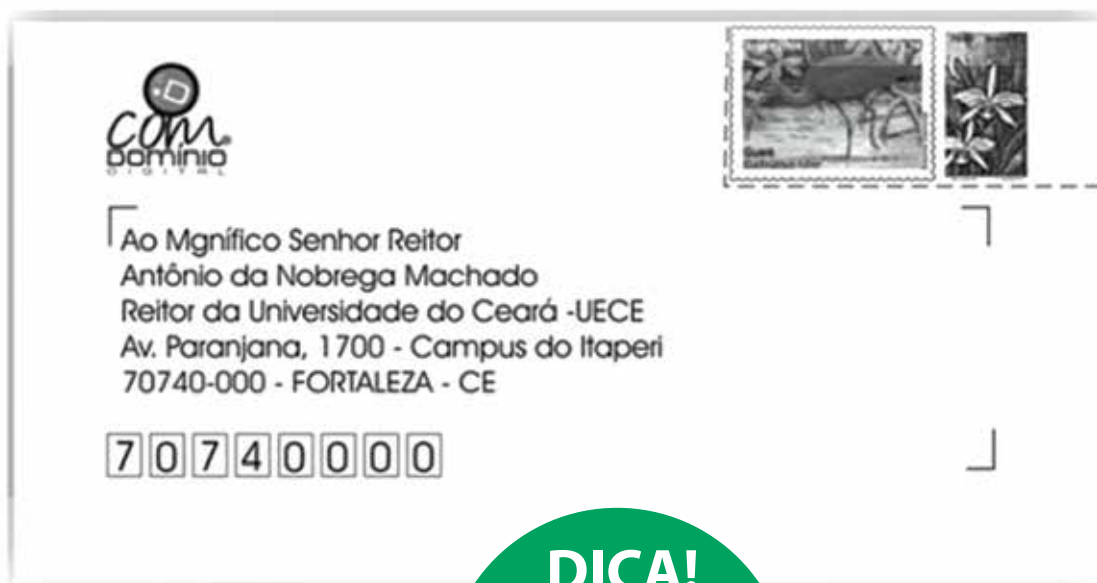 COM
DOMÍNIO
DIGITAL
Ao Mgnífico Senhor Reitor
Antônio da Nobrega Machado
Reitor da Universidade do Ceará -UECE
Av. Paranjana, 1700 - Campus do Itaperi
70740-000 - FORTALEZA - CE
70740000
DICA!